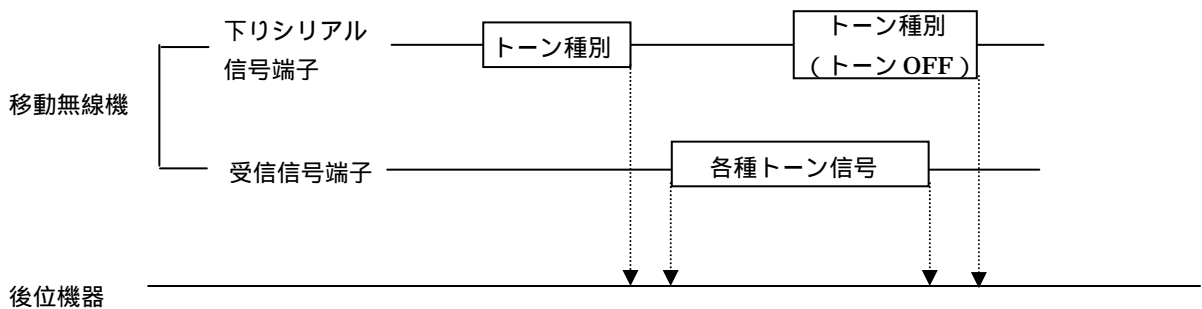 下りシリアル
信号端子
トーン種別
トーン種別
(トーン OFF)
移動無線機
受信信号端子
各種トーン信号
後位機器